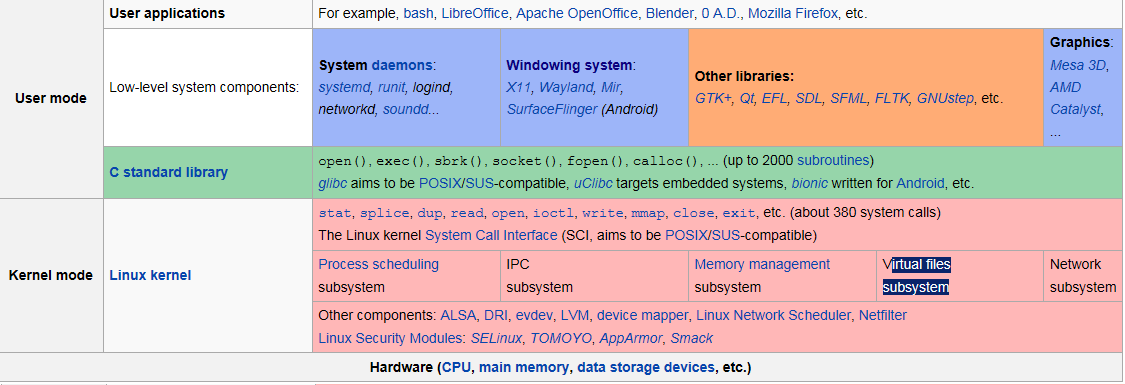 User applications
For example, bash, LibreOffice, Apache OpenOffice, Blender, 0 A.D., Mozilla Firefox, etc.
User mode
Low-level system components:
System daemons:
systemd, runit, logind,
networkd, soundd...
Windowing system:
X11, Wayland, Mir,
SurfaceFlinger (Android)
Other libraries:
GTK+, Qt, EFL, SDL, SFML, FLTK, GNUstep, etc.
Graphics:
Mesa 3D,
AMD
Catalyst,
...
C standard library
open(), exec(), sbrk(), socket(), fopen(), calloc(), ... (up to 2000 subroutines)
glibc aims to be POSIX/SUS-compatible, uClibc targets embedded systems, bionic written for Android, etc.
Kernel mode
Linux kernel
stat, splice, dup, read, open, ioctl, write, mmap, close, exit, etc. (about 380 system calls)
The Linux kernel System Call Interface (SCI, aims to be POSIX/SUS-compatible)
Process scheduling
subsystem
IPC
subsystem
Memory management
subsystem
Virtual files
subsystem
Network
subsystem
Other components: ALSA, DRI, evdev, LVM, device mapper, Linux Network Scheduler, Netfilter
Linux Security Modules: SELinux, TOMOYO, AppArmor, Smack
Hardware (CPU, main memory, data storage devices, etc.)